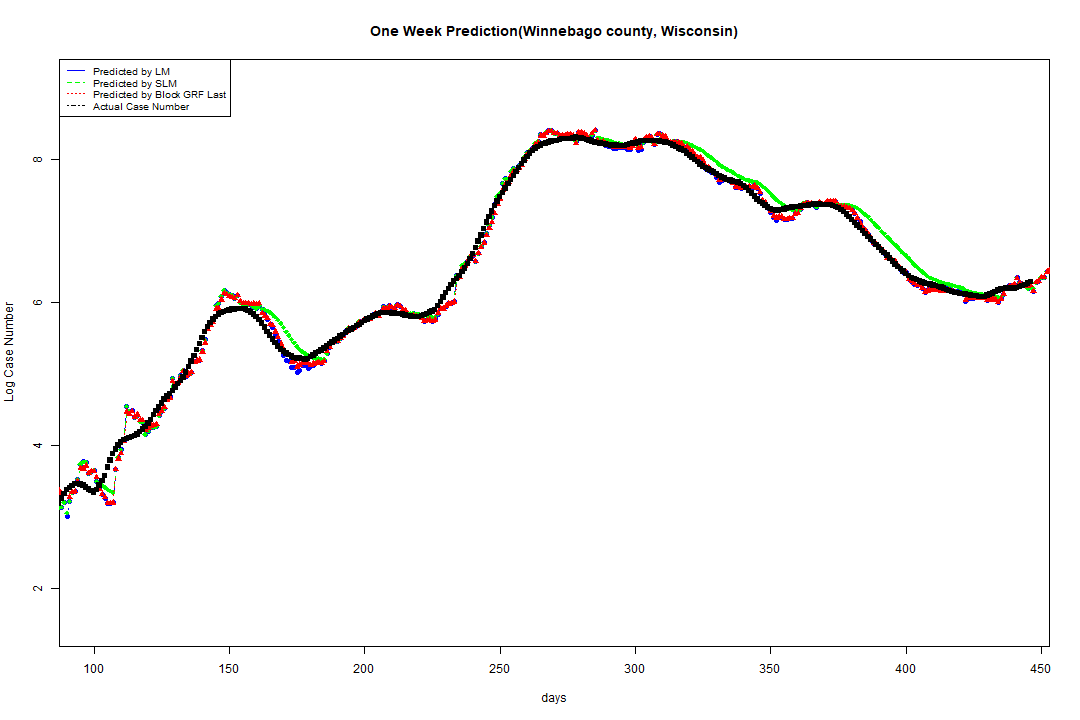 One Week Prediction(Winnebago county, Wisconsin)
Predicted by LM
Predicted by SLM
Predicted by Block GRF Last
Actual Case Number
Log Case Number
8
6
4
2
100 150 200 250 300 350 400 450
days